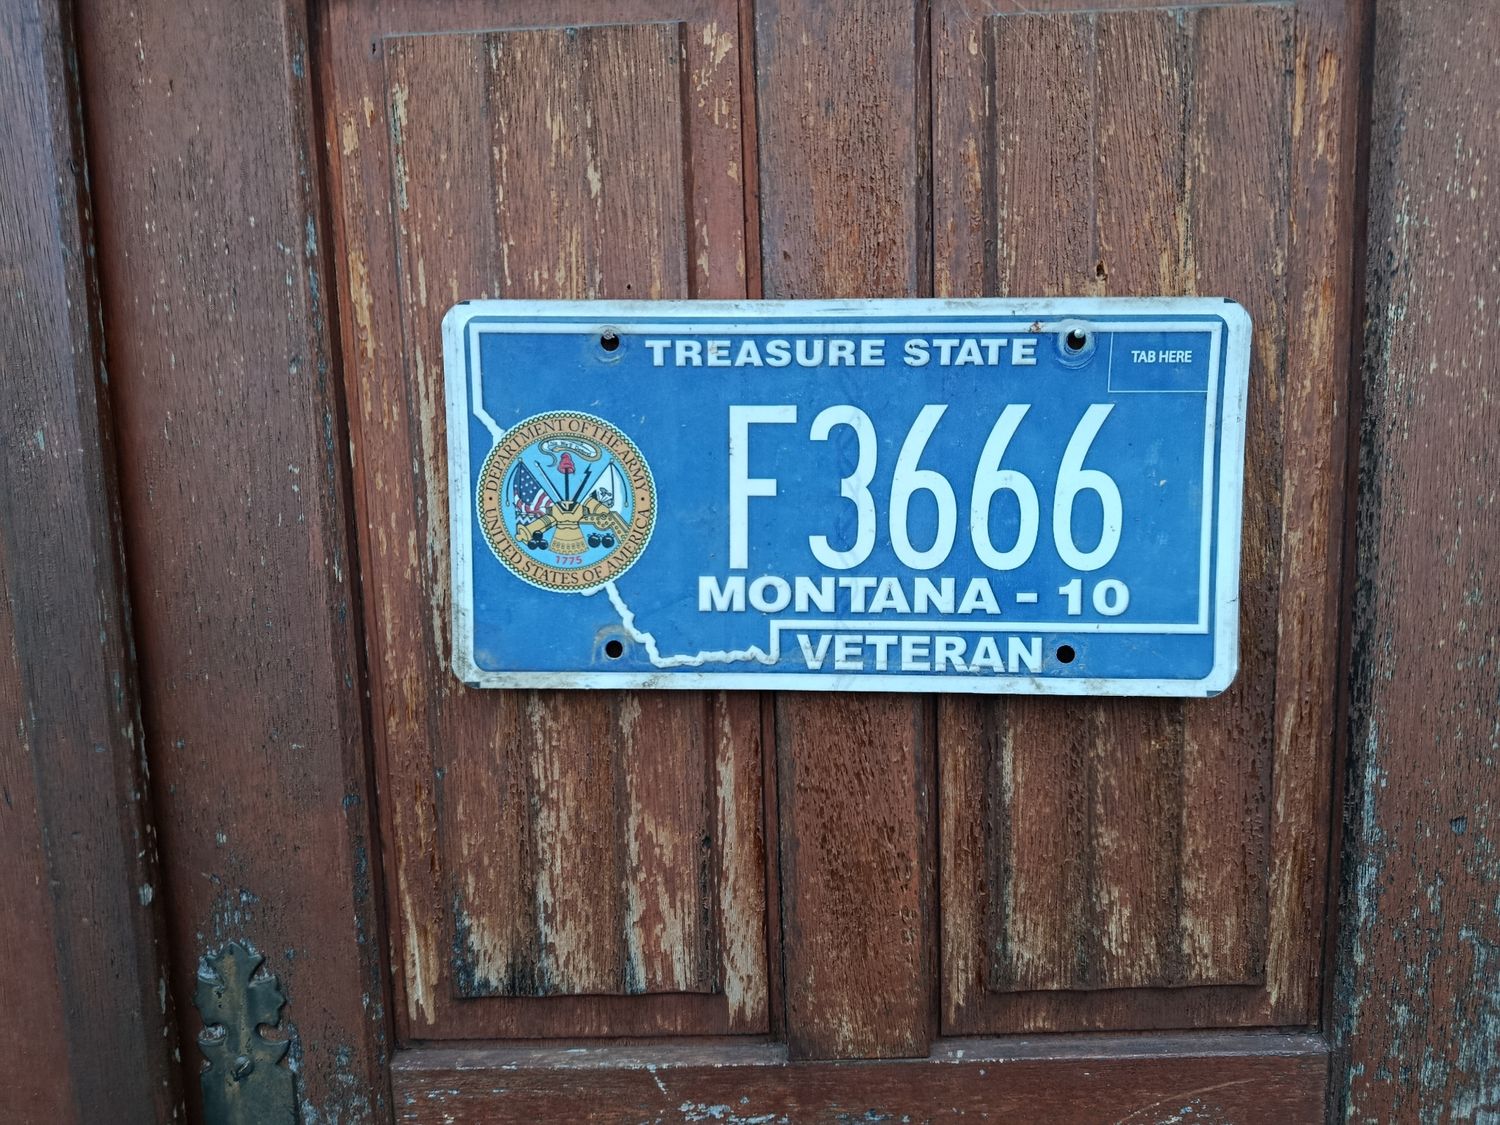 TREASURE STATE
TAB HERE
F3666
DEPARTMENT OF THE ARMY
1775
UNITED STATES OF AMERICA
MONTANA - 10
VETERAN